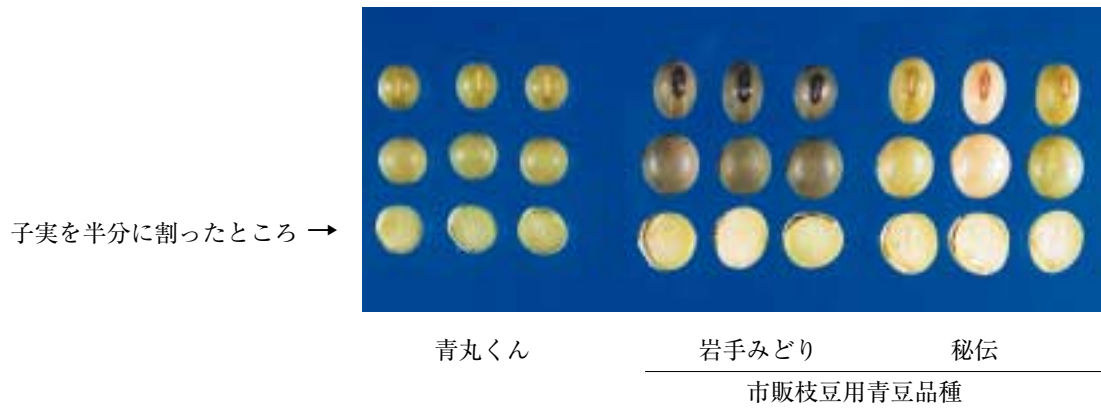 子実を半分に割ったところ →
青丸くん
岩手みどり
秘伝
市販枝豆用青豆品種